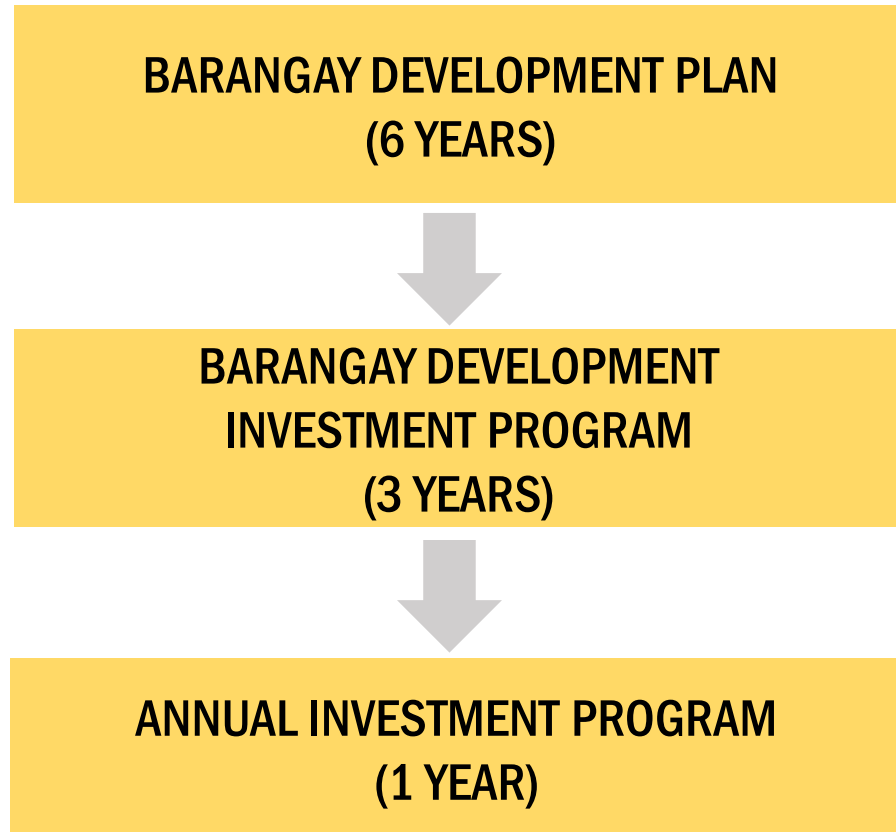 BARANGAY DEVELOPMENT PLAN
(6 YEARS)
BARANGAY DEVELOPMENT
INVESTMENT PROGRAM
(3 YEARS)
ANNUAL INVESTMENT PROGRAM
(1 YEAR)